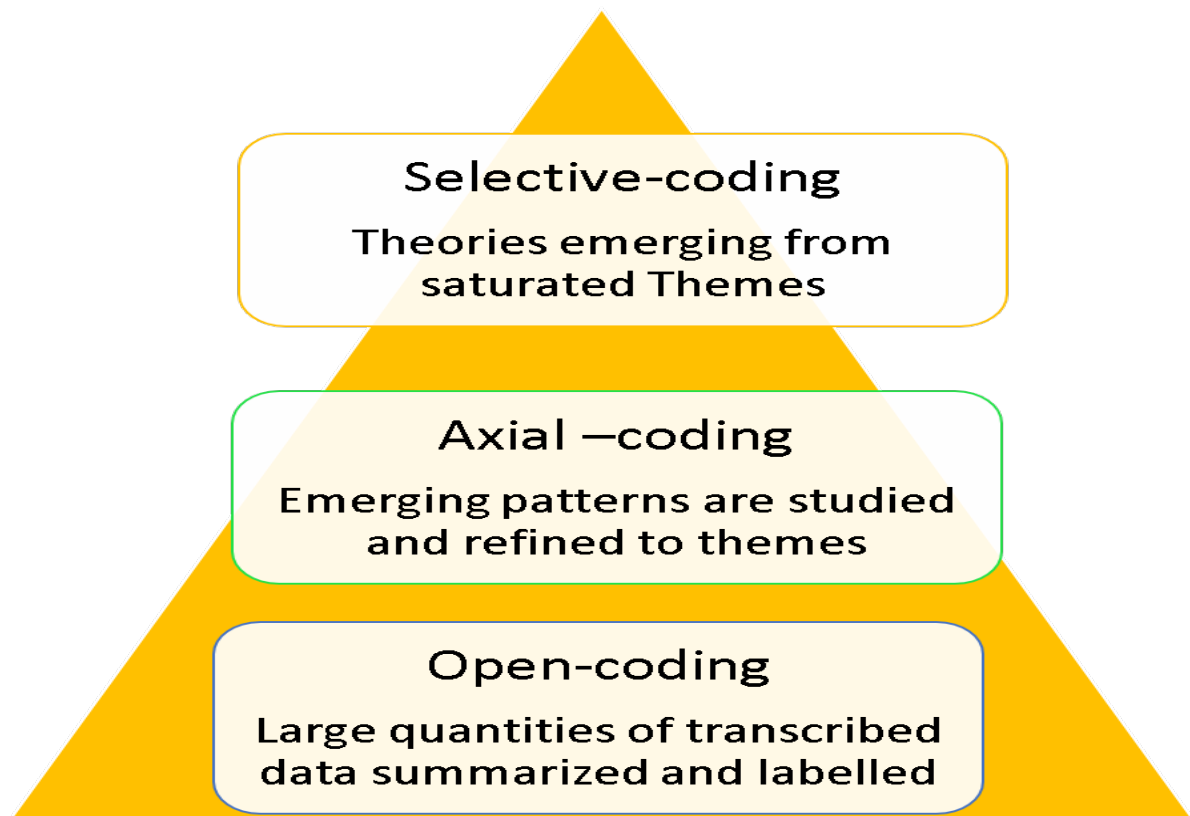 Selective-coding
Theories emerging from
saturated Themes
Axial –coding
Emerging patterns are studied
and refined to themes
Open-coding
Large quantities of transcribed
data summarized and labelled